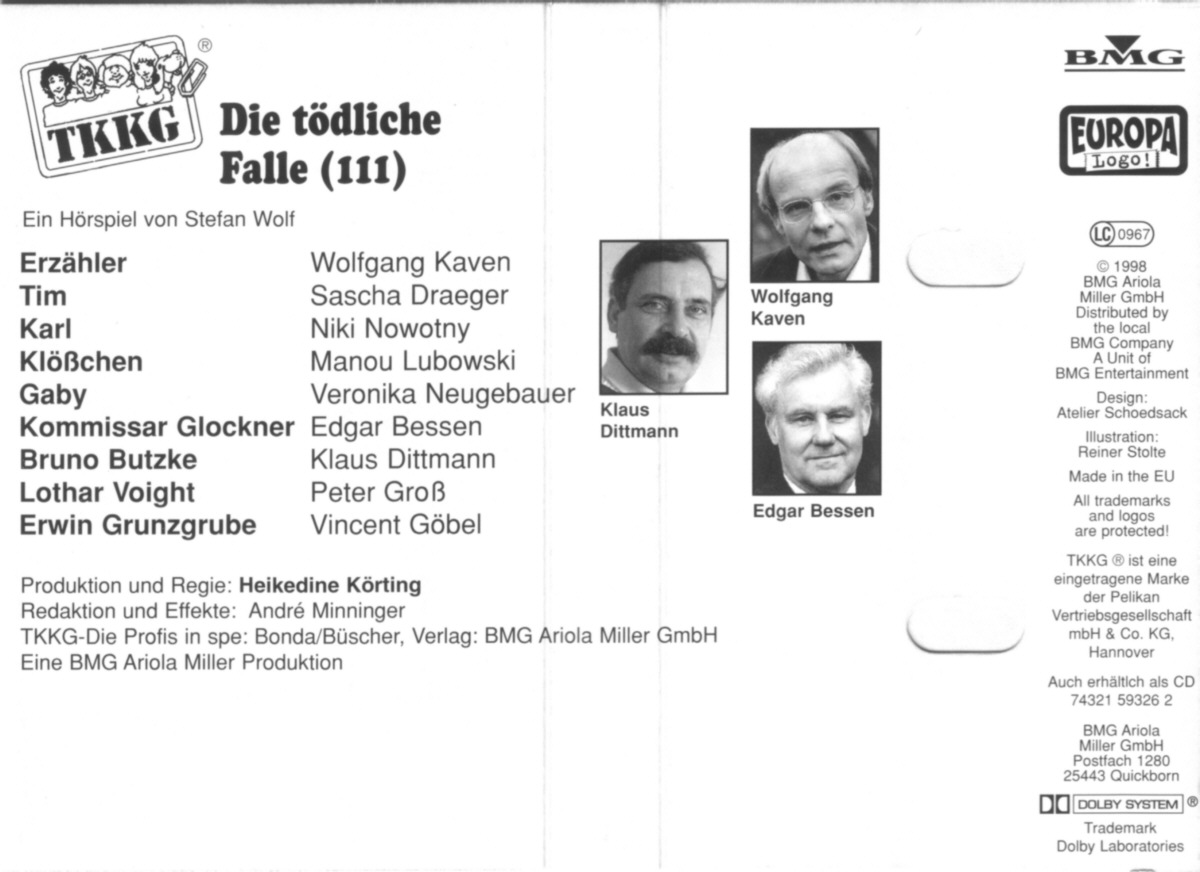 TKKG ®
Die tödliche
Falle (111)
Ein Hörspiel von Stefan Wolf
Erzähler Wolfgang Kaven
Tim Sascha Draeger
Karl Niki Nowotny
Klößchen Manou Lubowski
Gaby Veronika Neugebauer
Kommissar Glockner Edgar Bessen
Bruno Butzke Klaus Dittmann
Lothar Voight Peter Groß
Erwin Grunzgrube Vincent Göbel
Produktion und Regie: Heikedine Körting
Redaktion und Effekte: André Minninger
TKKG-Die Profis in spe: Bonda/Büscher, Verlag: BMG Ariola Miller GmbH
Eine BMG Ariola Miller Produktion
Klaus
Dittmann
Wolfgang
Kaven
Edgar Bessen
BMG
EUROPA
Logo!
LC 0967
© 1998
BMG Ariola
Miller GmbH
Distributed by
the local
BMG Company
A Unit of
BMG Entertainment
Design:
Atelier Schoedsack
Illustration:
Reiner Stolte
Made in the EU
All trademarks
and logos
are protected!
TKKG ® ist eine
eingetragene Marke
der Pelikan
Vertriebsgesellschaft
mbH & Co. KG,
Hannover
Auch erhältlich als CD
74321 59326 2
BMG Ariola
Miller GmbH
Postfach 1280
25443 Quickborn
DOLBY SYSTEM ®
Trademark
Dolby Laboratories